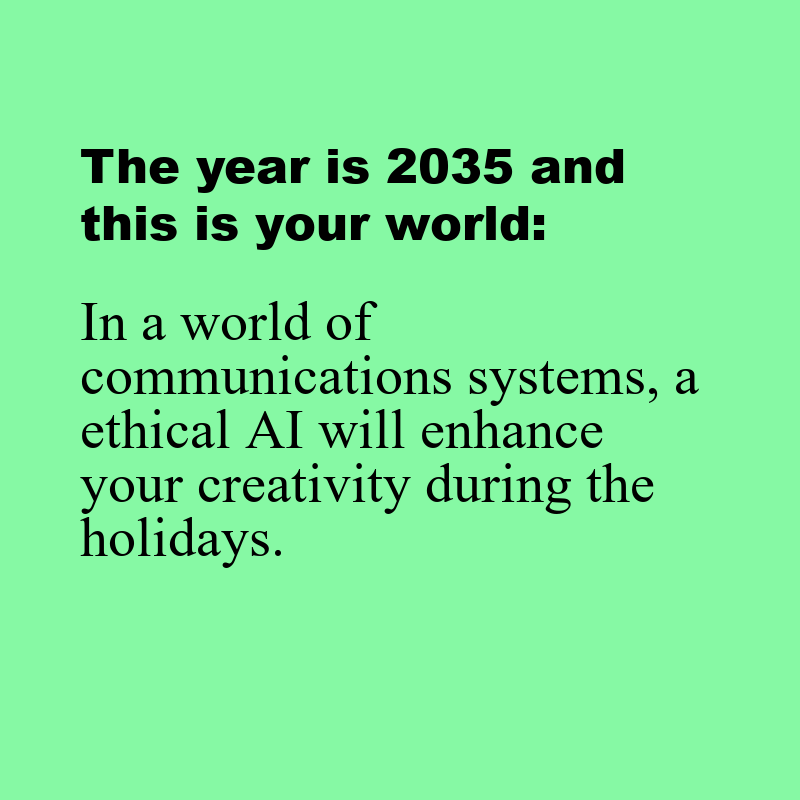 The year is 2035 and
this is your world:
In a world of
communications systems, a
ethical AI will enhance
your creativity during the
holidays.